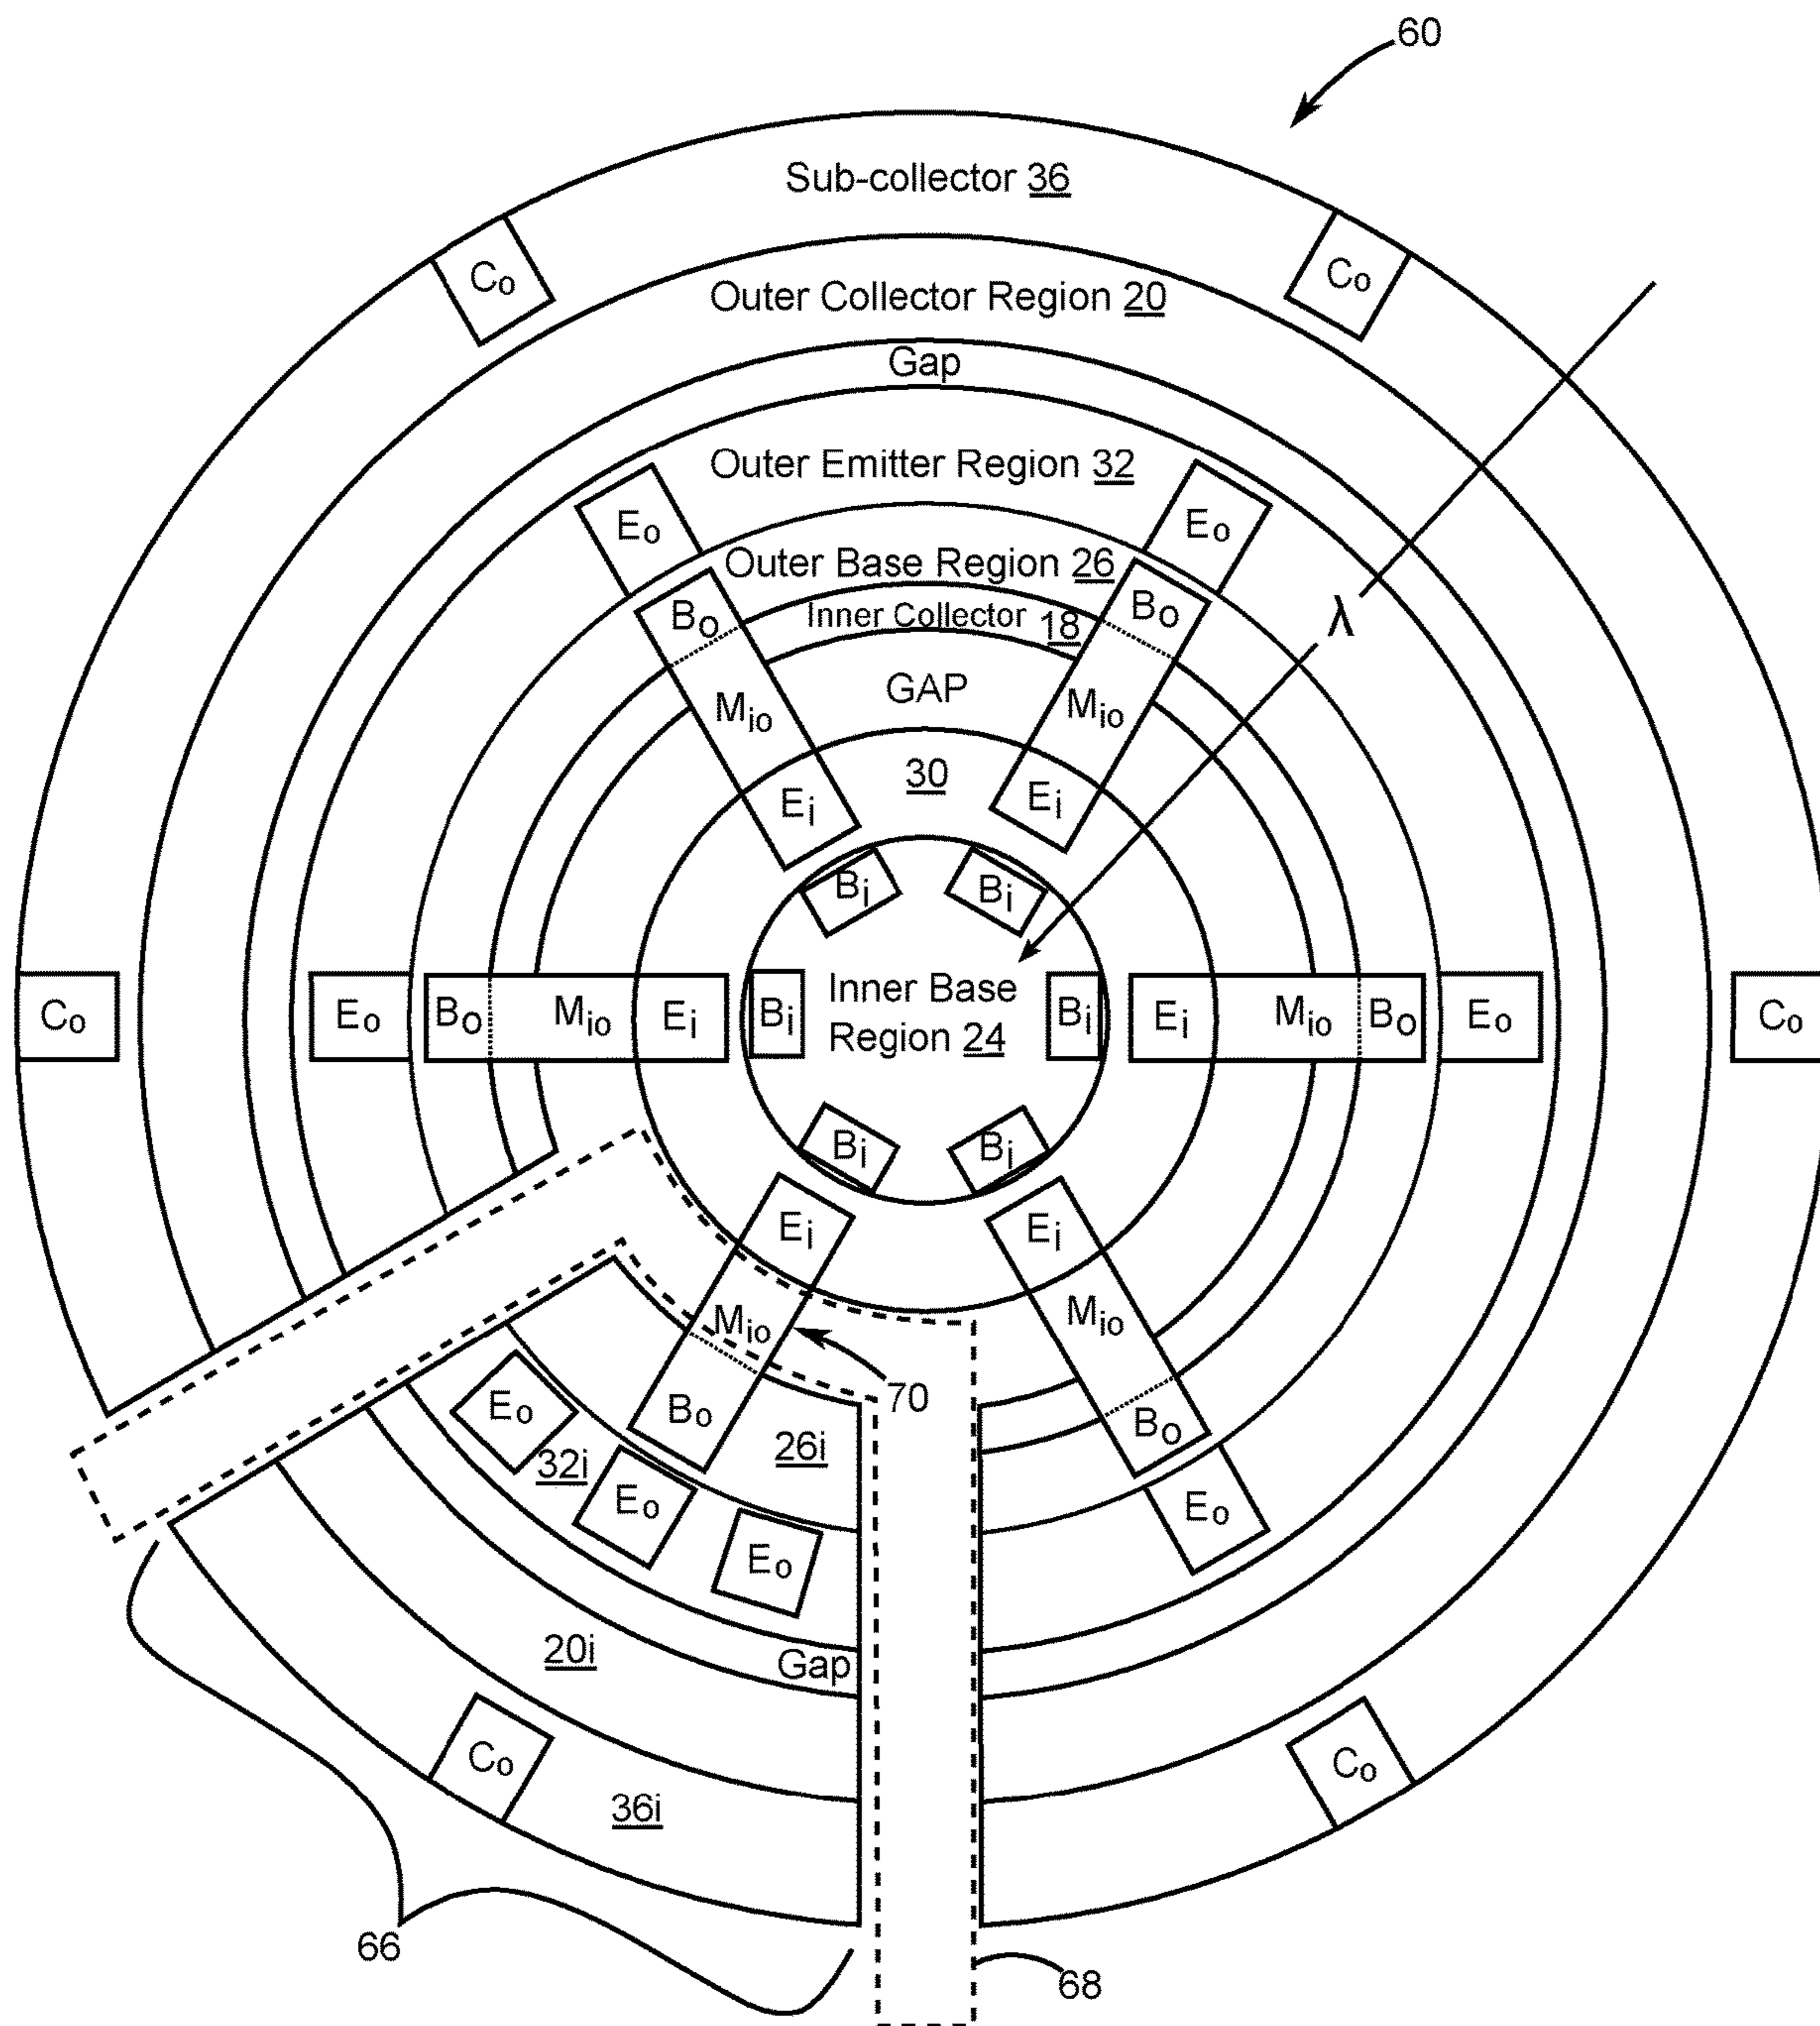 60
Sub-collector 36
Co
Co
Outer Collector Region 20
Gap
Outer Emitter Region 32
Eo
Eo
Outer Base Region 26
Bo
Bo
Inner Collector 18
λ
GAP
Mio
Mio
30
Ei
Ei
Bi
Bi
Inner Base
Region 24
Co
Eo
Bo
Mio
Ei
Bi
Bi
Ei
Mio
Bo
Eo
Co
Bi
Bi
Ei
Ei
Mio
Mio
70
Eo
Bo
Bo
26i
32i
Eo
Eo
Eo
20i
Gap
Co
Co
36i
66
68